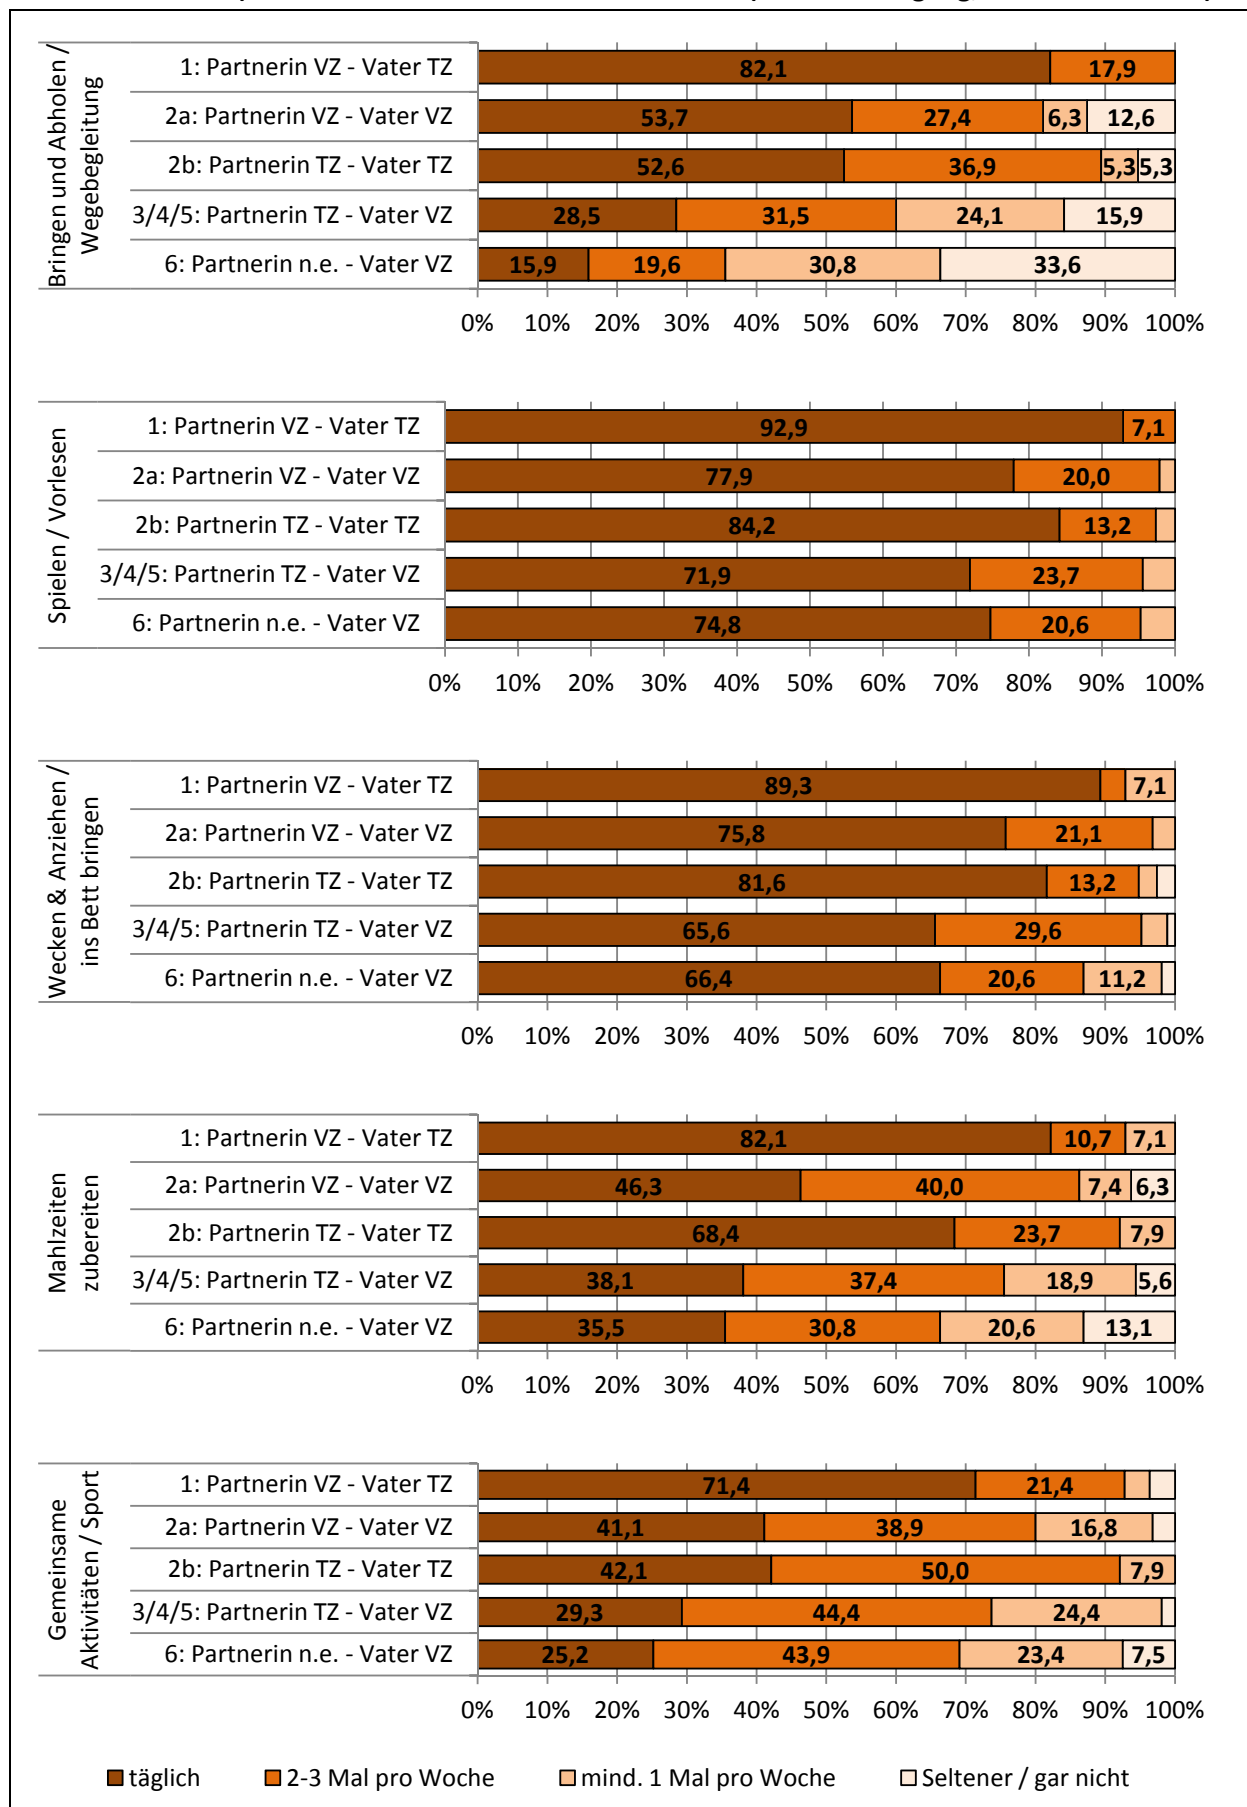 Bringen und Abholen /
Wegebegleitung
1: Partnerin VZ - Vater TZ 82,1 17,9
2a: Partnerin VZ - Vater VZ 53,7 27,4 6,3 12,6
2b: Partnerin TZ - Vater TZ 52,6 36,9 5,3 5,3
3/4/5: Partnerin TZ - Vater VZ 28,5 31,5 24,1 15,9
6: Partnerin n.e. - Vater VZ 15,9 19,6 30,8 33,6
0% 10% 20% 30% 40% 50% 60% 70% 80% 90% 100%
Spielen / Vorlesen
1: Partnerin VZ - Vater TZ 92,9 7,1
2a: Partnerin VZ - Vater VZ 77,9 20,0
2b: Partnerin TZ - Vater TZ 84,2 13,2
3/4/5: Partnerin TZ - Vater VZ 71,9 23,7
6: Partnerin n.e. - Vater VZ 74,8 20,6
0% 10% 20% 30% 40% 50% 60% 70% 80% 90% 100%
Wecken & Anziehen /
ins Bett bringen
1: Partnerin VZ - Vater TZ 89,3 7,1
2a: Partnerin VZ - Vater VZ 75,8 21,1
2b: Partnerin TZ - Vater TZ 81,6 13,2
3/4/5: Partnerin TZ - Vater VZ 65,6 29,6
6: Partnerin n.e. - Vater VZ 66,4 20,6 11,2
0% 10% 20% 30% 40% 50% 60% 70% 80% 90% 100%
Mahlzeiten
zubereiten
1: Partnerin VZ - Vater TZ 82,1 10,7 7,1
2a: Partnerin VZ - Vater VZ 46,3 40,0 7,4 6,3
2b: Partnerin TZ - Vater TZ 68,4 23,7 7,9
3/4/5: Partnerin TZ - Vater VZ 38,1 37,4 18,9 5,6
6: Partnerin n.e. - Vater VZ 35,5 30,8 20,6 13,1
0% 10% 20% 30% 40% 50% 60% 70% 80% 90% 100%
Gemeinsame
Aktivitäten / Sport
1: Partnerin VZ - Vater TZ 71,4 21,4
2a: Partnerin VZ - Vater VZ 41,1 38,9 16,8
2b: Partnerin TZ - Vater TZ 42,1 50,0 7,9
3/4/5: Partnerin TZ - Vater VZ 29,3 44,4 24,4
6: Partnerin n.e. - Vater VZ 25,2 43,9 23,4 7,5
0% 10% 20% 30% 40% 50% 60% 70% 80% 90% 100%
täglich 2-3 Mal pro Woche mind. 1 Mal pro Woche Seltener / gar nicht